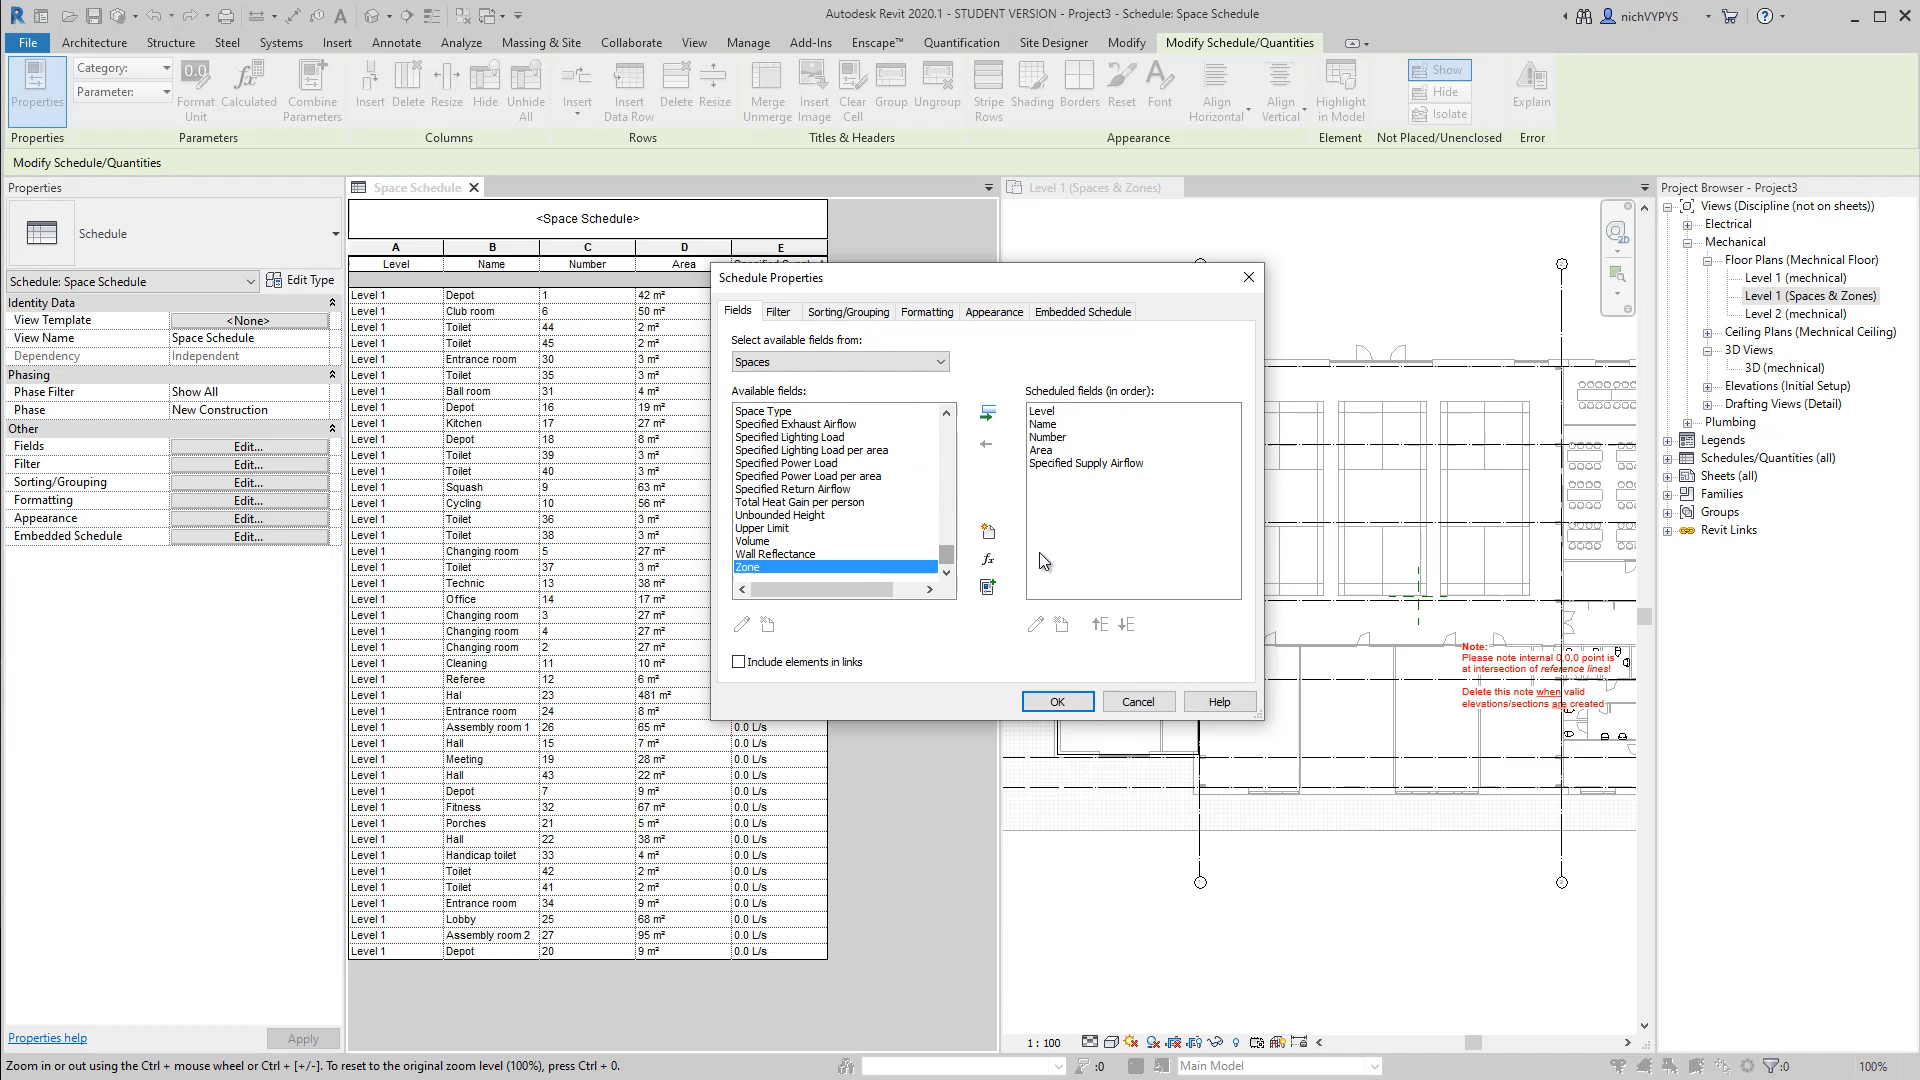 Autodesk Revit 2020.1 - STUDENT VERSION - Project3 - Schedule: Space Schedule
nichVYPYS
File Architecture Structure Steel Systems Insert Annotate Analyze Massing & Site Collaborate View Manage Add-Ins Enscape™ Quantification Site Designer Modify Modify Schedule/Quantities
Category:
Parameter:
Properties
Format Unit
Calculated
Combine Parameters
Insert Delete Resize Hide Unhide All
Insert
Insert Data Row
Delete Resize
Merge Unmerge
Insert Image
Clear Cell
Group Ungroup
Stripe Rows
Shading Borders Reset Font
Align Horizontal
Align Vertical
Highlight in Model
Show
Hide
Isolate
Explain
Properties Parameters Columns Rows Titles & Headers Appearance Element Not Placed/Unenclosed Error
Modify Schedule/Quantities
Properties
Schedule
Schedule: Space Schedule
Edit Type
Identity Data
View Template <None>
View Name Space Schedule
Dependency Independent
Phasing
Phase Filter Show All
Phase New Construction
Other
Fields Edit...
Filter Edit...
Sorting/Grouping Edit...
Formatting Edit...
Appearance Edit...
Embedded Schedule Edit...
Properties help
Apply
Space Schedule
<Space Schedule>
A B C D E
Level Name Number Area
Level 1 Depot 1 42 m²
Level 1 Club room 6 50 m²
Level 1 Toilet 44 2 m²
Level 1 Toilet 45 2 m²
Level 1 Entrance room 30 3 m²
Level 1 Toilet 35 3 m²
Level 1 Ball room 31 4 m²
Level 1 Depot 16 19 m²
Level 1 Kitchen 17 27 m²
Level 1 Depot 18 8 m²
Level 1 Toilet 39 3 m²
Level 1 Toilet 40 3 m²
Level 1 Squash 9 63 m²
Level 1 Cycling 10 56 m²
Level 1 Toilet 36 3 m²
Level 1 Toilet 38 3 m²
Level 1 Changing room 5 27 m²
Level 1 Toilet 37 3 m²
Level 1 Technic 13 38 m²
Level 1 Office 14 17 m²
Level 1 Changing room 3 27 m²
Level 1 Changing room 4 27 m²
Level 1 Changing room 2 27 m²
Level 1 Cleaning 11 10 m²
Level 1 Referee 12 6 m²
Level 1 Hal 23 481 m²
Level 1 Entrance room 24 8 m²
Level 1 Assembly room 1 26 65 m² 0.0 L/s
Level 1 Hall 15 7 m² 0.0 L/s
Level 1 Meeting 19 28 m² 0.0 L/s
Level 1 Hall 43 22 m² 0.0 L/s
Level 1 Depot 7 9 m² 0.0 L/s
Level 1 Fitness 32 67 m² 0.0 L/s
Level 1 Porches 21 5 m² 0.0 L/s
Level 1 Hall 22 38 m² 0.0 L/s
Level 1 Handicap toilet 33 4 m² 0.0 L/s
Level 1 Toilet 42 2 m² 0.0 L/s
Level 1 Toilet 41 2 m² 0.0 L/s
Level 1 Entrance room 34 9 m² 0.0 L/s
Level 1 Lobby 25 68 m² 0.0 L/s
Level 1 Assembly room 2 27 95 m² 0.0 L/s
Level 1 Depot 20 9 m² 0.0 L/s
Schedule Properties
Fields Filter Sorting/Grouping Formatting Appearance Embedded Schedule
Select available fields from:
Spaces
Available fields:
Space Type
Specified Exhaust Airflow
Specified Lighting Load
Specified Lighting Load per area
Specified Power Load
Specified Power Load per area
Specified Return Airflow
Total Heat Gain per person
Unbounded Height
Upper Limit
Volume
Wall Reflectance
Zone
Scheduled fields (in order):
Level
Name
Number
Area
Specified Supply Airflow
Include elements in links
OK Cancel Help
Level 1 (Spaces & Zones)
2D
Note:
Please note internal 0,0,0 point is
at intersection of reference lines!
Delete this note when valid
elevations/sections are created
1 : 100
Project Browser - Project3
Views (Discipline (not on sheets))
Electrical
Mechanical
Floor Plans (Mechnical Floor)
Level 1 (mechnical)
Level 1 (Spaces & Zones)
Level 2 (mechnical)
Ceiling Plans (Mechnical Ceiling)
3D Views
3D (mechnical)
Elevations (Initial Setup)
Drafting Views (Detail)
Plumbing
Legends
Schedules/Quantities (all)
Sheets (all)
Families
Groups
Revit Links
Zoom in or out using the Ctrl + mouse wheel or Ctrl + [+/-]. To reset to the original zoom level (100%), press Ctrl + 0.
:0
Main Model
:0
100%